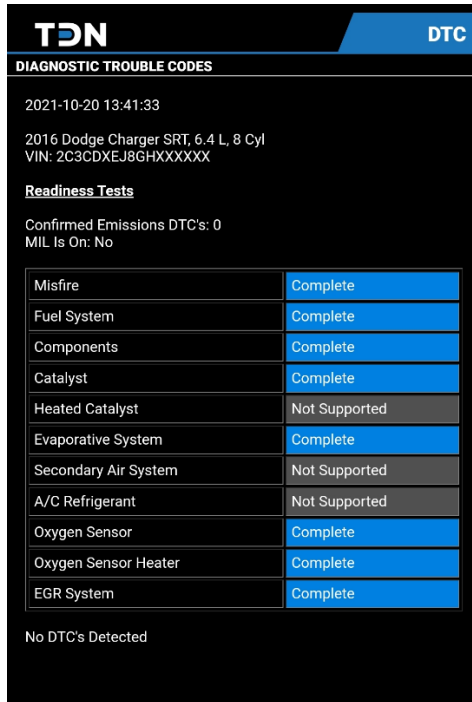 TDN
DTC
DIAGNOSTIC TROUBLE CODES
2021-10-20 13:41:33
2016 Dodge Charger SRT, 6.4 L, 8 Cyl
VIN: 2C3CDXEJ8GHXXXXXX
Readiness Tests
Confirmed Emissions DTC's: 0
MIL Is On: No
Misfire Complete
Fuel System Complete
Components Complete
Catalyst Complete
Heated Catalyst Not Supported
Evaporative System Complete
Secondary Air System Not Supported
A/C Refrigerant Not Supported
Oxygen Sensor Complete
Oxygen Sensor Heater Complete
EGR System Complete
No DTC's Detected